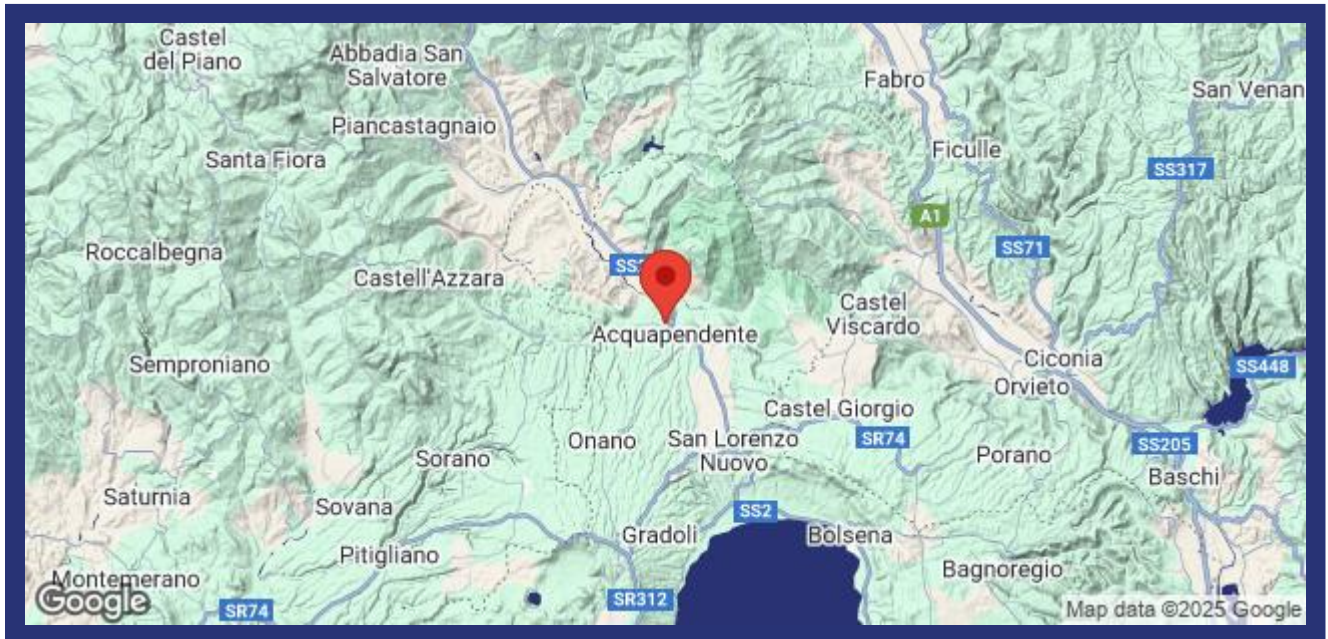 Castel
del Piano
Abbadia San
Salvatore
Fabro
San Venan
Piancastagnaio
Ficulle
Santa Fiora
SS317
A1
Roccalbegna
SS71
Castell'Azzara
Castel
Viscardo
Acquapendente
Ciconia
Semproniano
SS448
Orvieto
Castel Giorgio
Onano
San Lorenzo
Nuovo
SR74
SS205
Sorano
Porano
Baschi
Saturnia
Sovana
SS2
Gradoli
Bolsena
Pitigliano
Bagnoregio
Montemerano
SR312
SR74
Google
Map data ©2025 Google